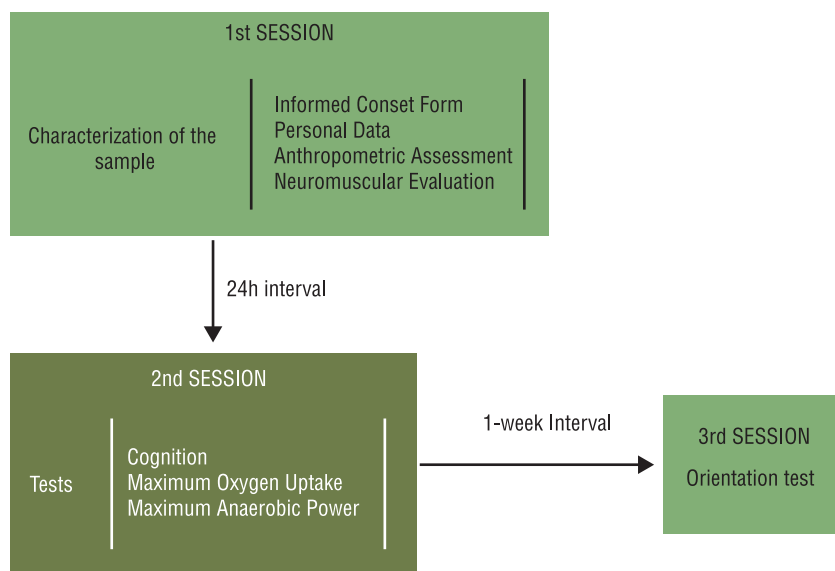 1st SESSION
Characterization of the
sample
Informed Conset Form
Personal Data
Anthropometric Assessment
Neuromuscular Evaluation
24h interval
2nd SESSION
Tests
Cognition
Maximum Oxygen Uptake
Maximum Anaerobic Power
1-week Interval
3rd SESSION
Orientation test